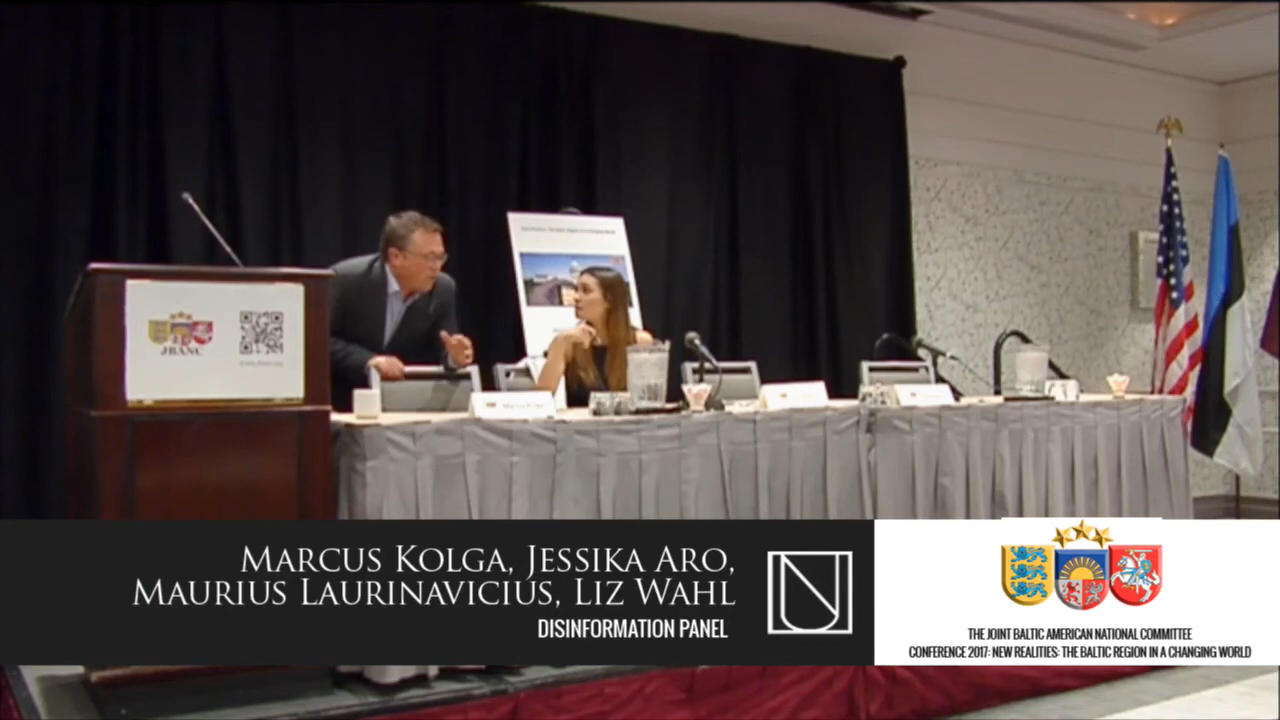 JBANC
MARCUS KOLGA, JESSIKA ARO,
MAURIUS LAURINAVICIUS, LIZ WAHL
DISINFORMATION PANEL
THE JOINT BALTIC AMERICAN NATIONAL COMMITTEE
CONFERENCE 2017: NEW REALITIES: THE BALTIC REGION IN A CHANGING WORLD